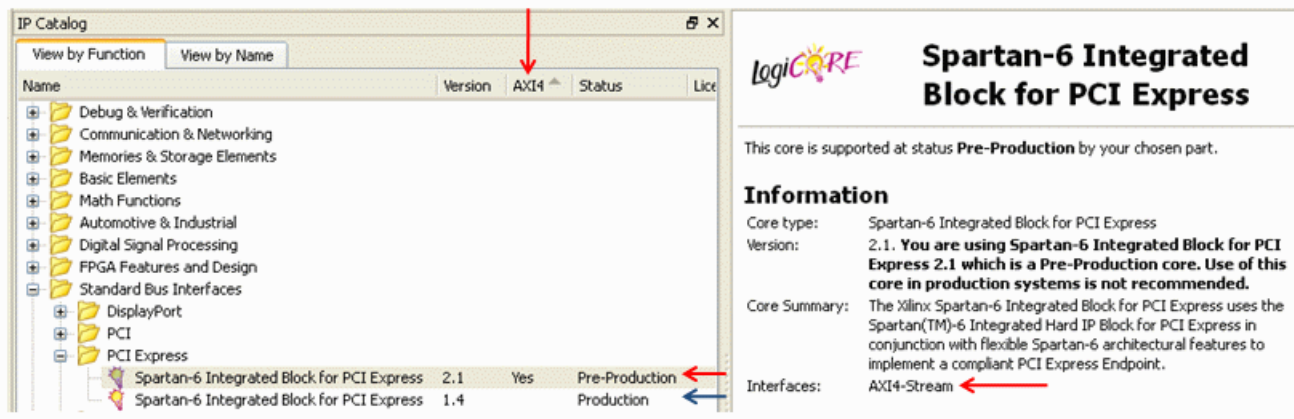 IP Catalog
View by Function View by Name
Name Version AXI4 Status Lice
Debug & Verification
Communication & Networking
Memories & Storage Elements
Basic Elements
Math Functions
Automotive & Industrial
Digital Signal Processing
FPGA Features and Design
Standard Bus Interfaces
DisplayPort
PCI
PCI Express
Spartan-6 Integrated Block for PCI Express 2.1 Yes Pre-Production
Spartan-6 Integrated Block for PCI Express 1.4 Production
LogiCORE
Spartan-6 Integrated
Block for PCI Express
This core is supported at status Pre-Production by your chosen part.
Information
Core type: Spartan-6 Integrated Block for PCI Express
Version: 2.1. You are using Spartan-6 Integrated Block for PCI
Express 2.1 which is a Pre-Production core. Use of this
core in production systems is not recommended.
Core Summary: The Xilinx Spartan-6 Integrated Block for PCI Express uses the
Spartan(TM)-6 Integrated Hard IP Block for PCI Express in
conjunction with flexible Spartan-6 architectural features to
implement a compliant PCI Express Endpoint.
Interfaces: AXI4-Stream